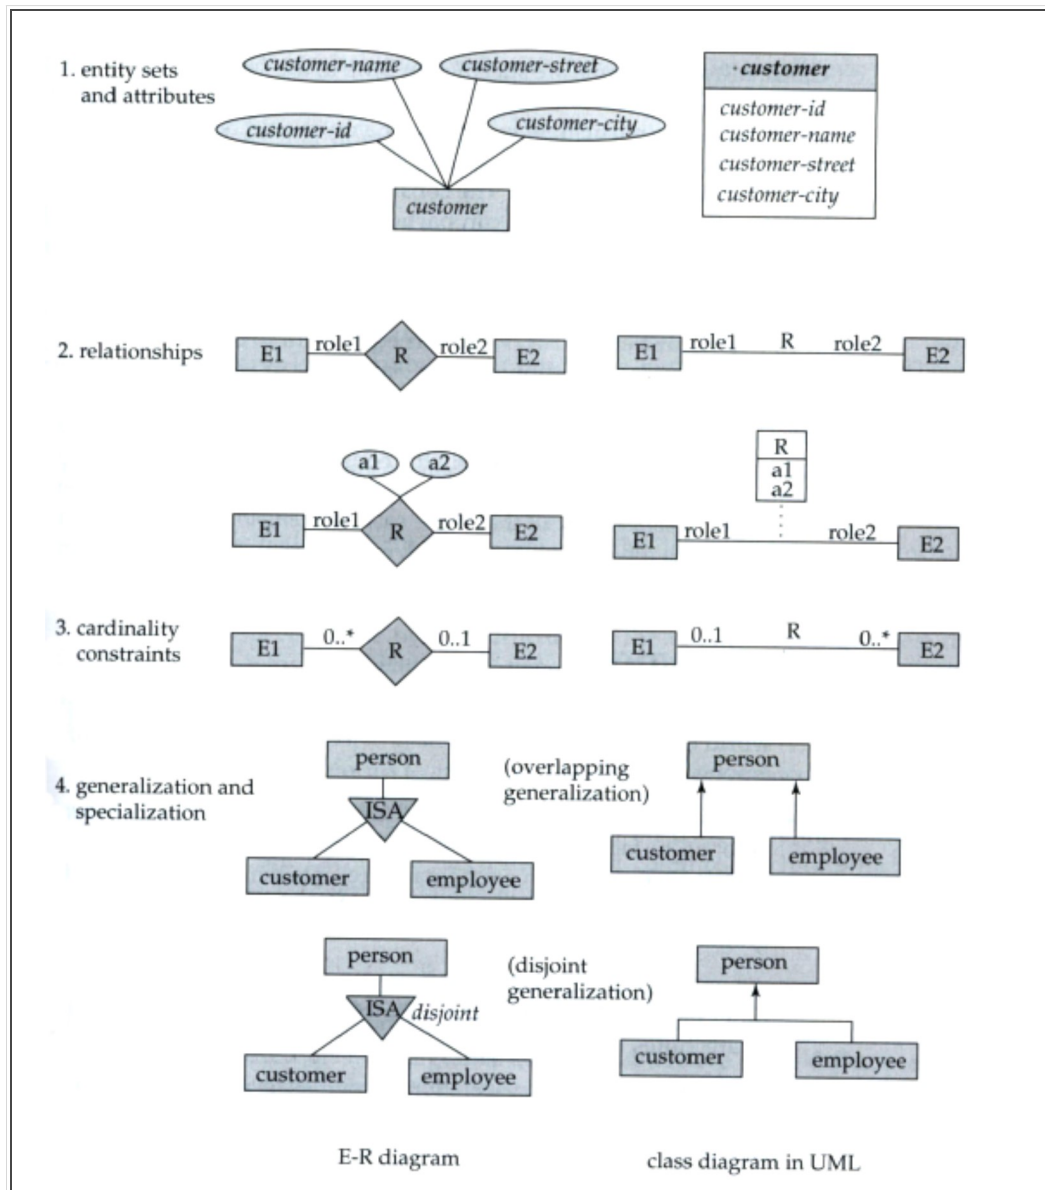 1. entity sets
and attributes
customer-name
customer-street
customer-id
customer-city
customer
customer
customer-id
customer-name
customer-street
customer-city
2. relationships
E1 role1 R role2 E2
E1 role1 R role2 E2
a1 a2
E1 role1 R role2 E2
R
a1
a2
E1 role1 role2 E2
3. cardinality
constraints
E1 0..* R 0..1 E2
E1 0..1 R 0..* E2
4. generalization and
specialization
person
ISA
customer employee
(overlapping
generalization)
person
customer employee
person
ISA disjoint
customer employee
(disjoint
generalization)
person
customer employee
E-R diagram
class diagram in UML